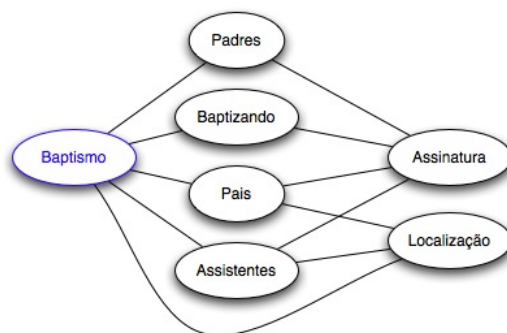 Padres
Baptizando
Baptismo
Assinatura
Pais
Localização
Assistentes